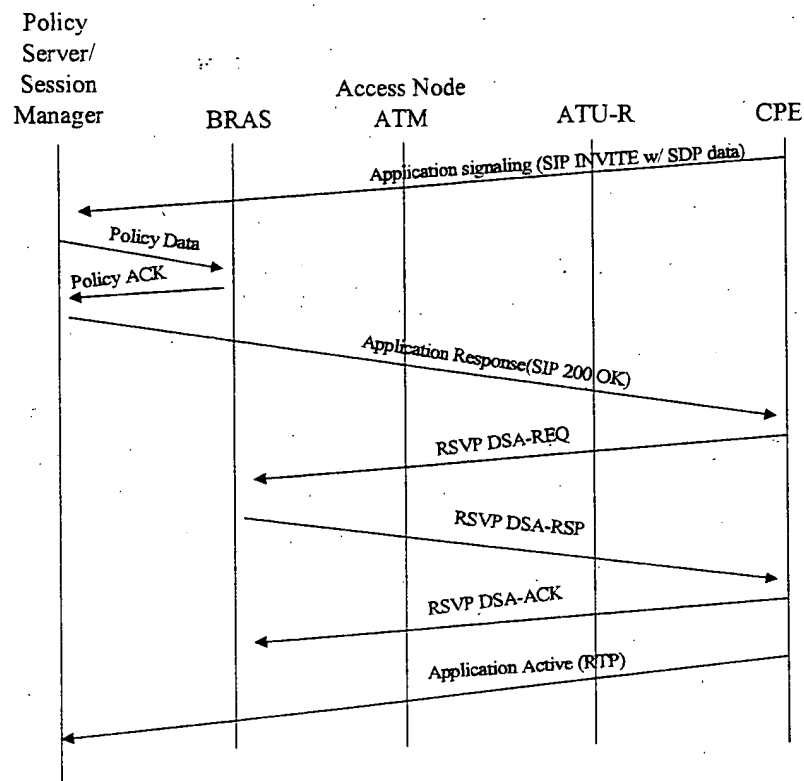 Policy
Server/
Session
Manager
BRAS
Access Node
ATM
ATU-R
CPE
Application signaling (SIP INVITE w/ SDP data)
Policy Data
Policy ACK
Application Response(SIP 200 OK)
RSVP DSA-REQ
RSVP DSA-RSP
RSVP DSA-ACK
Application Active (RTP)